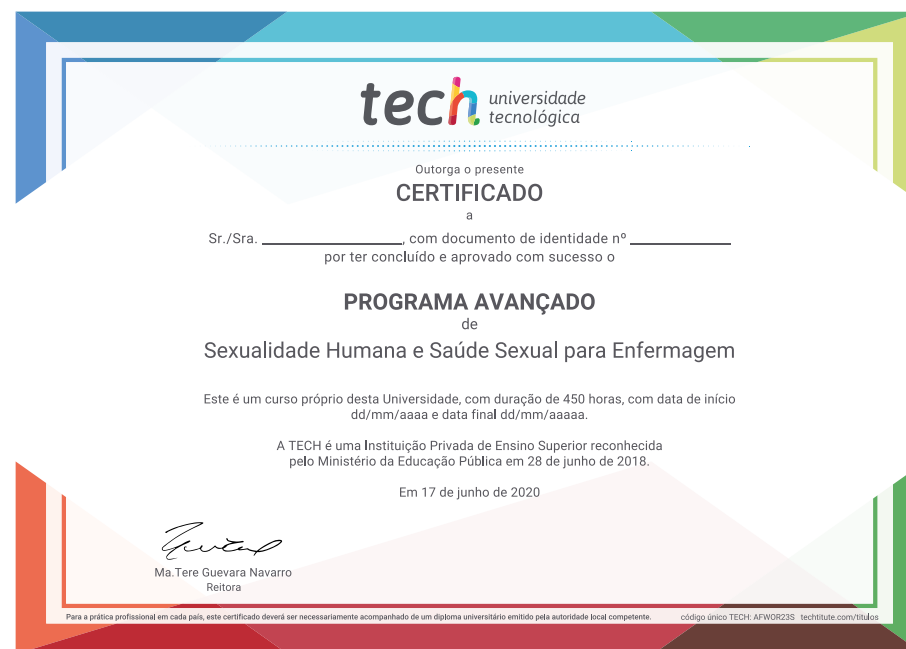 tech universidade
tecnológica
Outorga o presente
CERTIFICADO
a
Sr./Sra. ____________________, com documento de identidade nº ______________
por ter concluído e aprovado com sucesso o
PROGRAMA AVANÇADO
de
Sexualidade Humana e Saúde Sexual para Enfermagem
Este é um curso próprio desta Universidade, com duração de 450 horas, com data de início
dd/mm/aaaa e data final dd/mm/aaaaa.
A TECH é uma Instituição Privada de Ensino Superior reconhecida
pelo Ministério da Educação Pública em 28 de junho de 2018.
Em 17 de junho de 2020
Ma.Tere Guevara Navarro
Reitora
Para a prática profissional em cada país, este certificado deverá ser necessariamente acompanhado de um diploma universitário emitido pela autoridade local competente. código único TECH: AFWOR23S techtitute.com/titulos